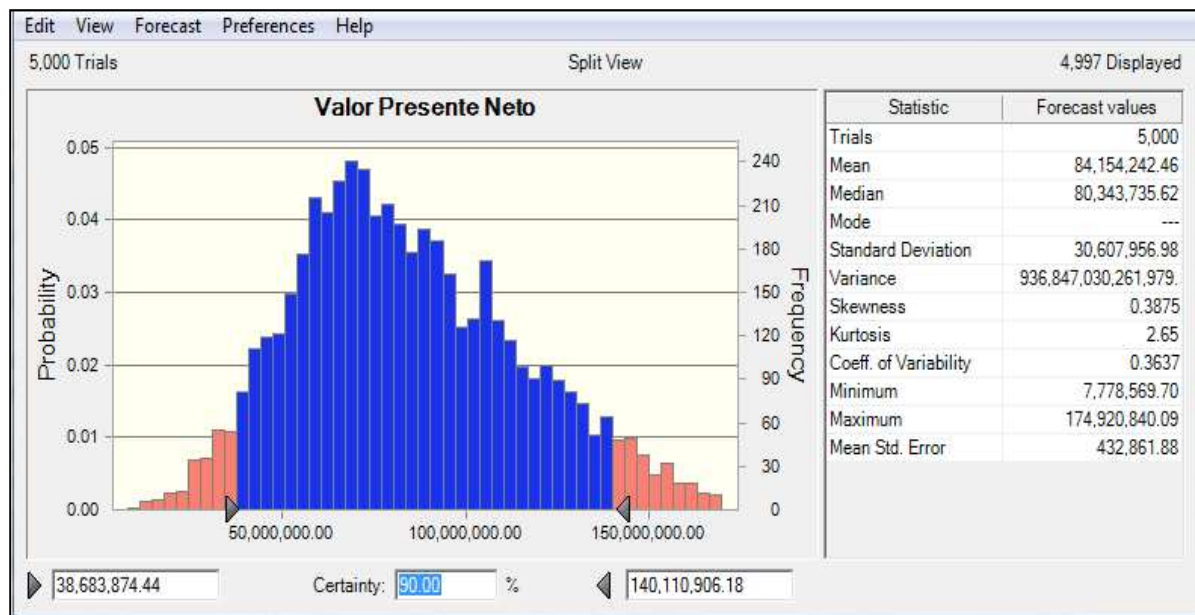 Edit View Forecast Preferences Help
5,000 Trials Split View 4,997 Displayed
Valor Presente Neto
Probability
0.05
0.04
0.03
0.02
0.01
0.00
240
210
180
150
120
90
60
30
0
Frequency
50,000,000.00 100,000,000.00 150,000,000.00
Statistic Forecast values
Trials 5,000
Mean 84,154,242.46
Median 80,343,735.62
Mode ---
Standard Deviation 30,607,956.98
Variance 936,847,030,261,979.
Skewness 0.3875
Kurtosis 2.65
Coeff. of Variability 0.3637
Minimum 7,778,569.70
Maximum 174,920,840.09
Mean Std. Error 432,861.88
38,683,874.44 Certainty: 90.00 % 140,110,906.18